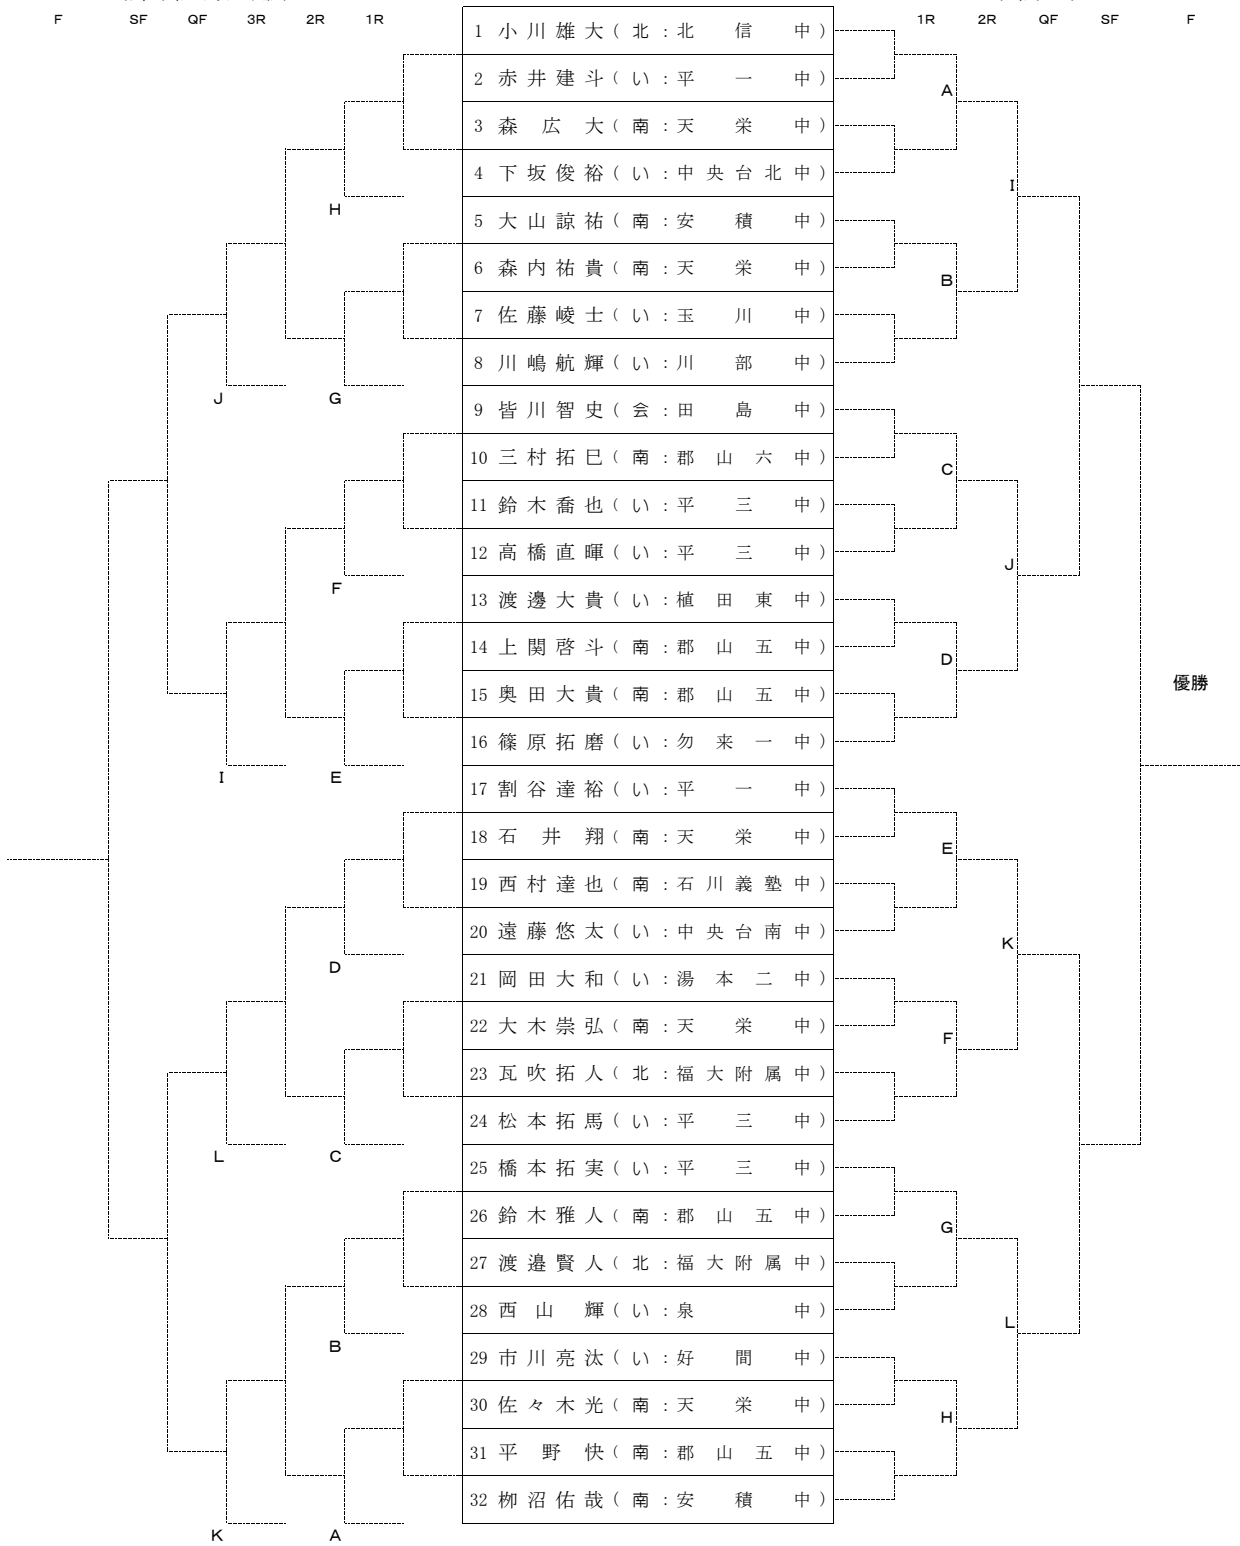 F SF QF 3R 2R 1R 1R 2R QF SF F
1 小川雄大（北：北信中）
2 赤井建斗（い：平一中）
A
3 森広大（南：天栄中）
4 下坂俊裕（い：中央台北中）
I
H
5 大山諒祐（南：安積中）
6 森内祐貴（南：天栄中）
B
7 佐藤崚士（い：玉川中）
8 川嶋航輝（い：川部中）
J G
9 皆川智史（会：田島中）
10 三村拓巳（南：郡山六中）
C
11 鈴木喬也（い：平三中）
12 高橋直暉（い：平三中）
J
F
13 渡邊大貴（い：植田東中）
14 上関啓斗（南：郡山五中）
D
15 奥田大貴（南：郡山五中）
優勝
16 篠原拓磨（い：勿来一中）
I E
17 割谷達裕（い：平一中）
18 石井翔（南：天栄中）
E
19 西村達也（南：石川義塾中）
20 遠藤悠太（い：中央台南中）
K
D
21 岡田大和（い：湯本二中）
22 大木崇弘（南：天栄中）
F
23 瓦吹拓人（北：福大附属中）
24 松本拓馬（い：平三中）
L C
25 橋本拓実（い：平三中）
26 鈴木雅人（南：郡山五中）
G
27 渡邉賢人（北：福大附属中）
28 西山輝（い：泉中）
L
B
29 市川亮汰（い：好間中）
30 佐々木光（南：天栄中）
H
31 平野快（南：郡山五中）
32 栁沼佑哉（南：安積中）
K A